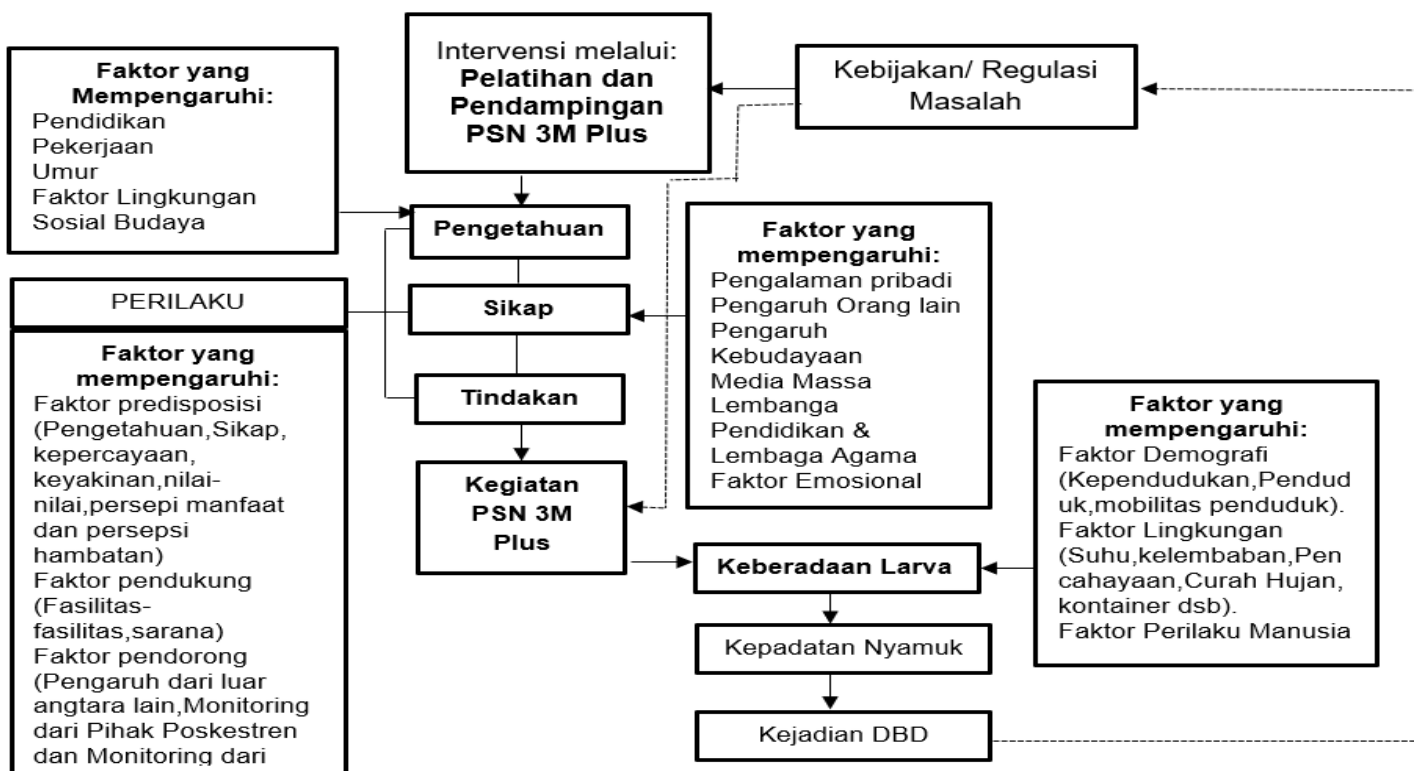 Intervensi melalui:
Pelatihan dan
Pendampingan
PSN 3M Plus
Kebijakan/ Regulasi
Masalah
Faktor yang
Mempengaruhi:
Pendidikan
Pekerjaan
Umur
Faktor Lingkungan
Sosial Budaya
Pengetahuan
Sikap
Tindakan
Kegiatan
PSN 3M
Plus
PERILAKU
Faktor yang
mempengaruhi:
Faktor predisposisi
(Pengetahuan,Sikap,
kepercayaan,
keyakinan,nilai-
nilai,persepi manfaat
dan persepsi
hambatan)
Faktor pendukung
(Fasilitas-
fasilitas,sarana)
Faktor pendorong
(Pengaruh dari luar
angtara lain,Monitoring
dari Pihak Poskestren
dan Monitoring dari
Faktor yang
mempengaruhi:
Pengalaman pribadi
Pengaruh Orang lain
Pengaruh
Kebudayaan
Media Massa
Lembanga
Pendidikan &
Lembaga Agama
Faktor Emosional
Keberadaan Larva
Kepadatan Nyamuk
Kejadian DBD
Faktor yang
mempengaruhi:
Faktor Demografi
(Kependudukan,Pendud
uk,mobilitas penduduk).
Faktor Lingkungan
(Suhu,kelembaban,Pen
cahayaan,Curah Hujan,
kontainer dsb).
Faktor Perilaku Manusia